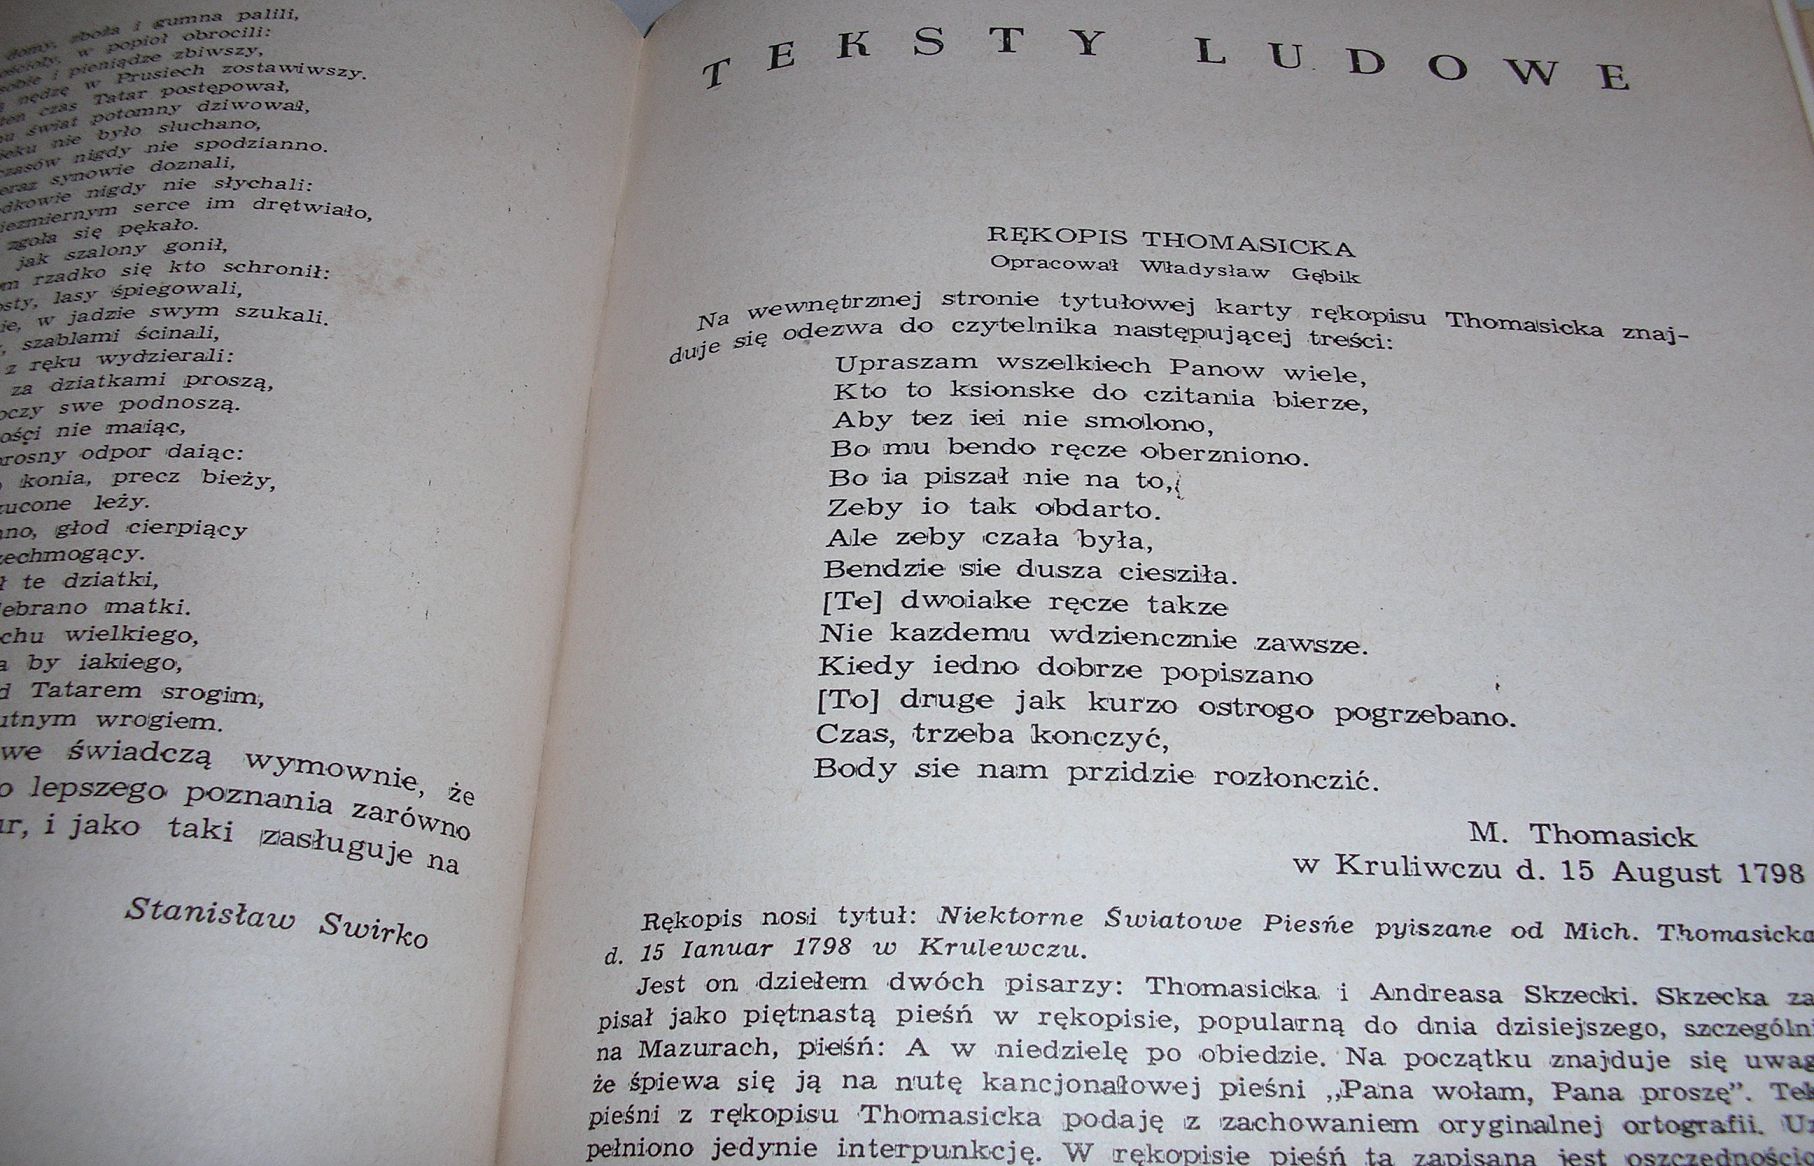 domy, zboża i gumna palili,
w popioł obrocili:
sobie i pieniądze zbiwszy,
nędzę w Prusiech zostawiwszy.
ten czas Tatar postępował,
świat potomny dziwował,
nie było słuchano,
czasów nigdy nie spodzianno.
teraz synowie doznali,
nigdy nie słychali:
serce im drętwiało,
zgoła się pękało.
jak szalony gonił,
rzadko się kto schronił:
lasy śpiegowali,
w jadzie swym szukali.
szablami ścinali,
z ręku wydzierali:
za dziatkami proszą,
oczy swe podnoszą.
nie maiąc,
odpor daiąc:
konia, precz bieży,
leży.
głod cierpiący
te dziatki,
matki.
wielkiego,
by iakiego,
Tatarem srogim,
wrogiem.
świadczą wymownie, że
lepszego poznania zarówno
i jako taki zasługuje na
Stanisław Swirko
TEKSTY LUDOWE
RĘKOPIS THOMASICKA
Opracował Władysław Gębik
Na wewnętrznej stronie tytułowej karty rękopisu Thomasicka znaj-
duje się odezwa do czytelnika następującej treści:
Upraszam wszelkiech Panow wiele,
Kto to ksionske do czitania bierze,
Aby tez iei nie smolono,
Bo mu bendo ręcze oberzniono.
Bo ia piszał nie na to,
Zeby io tak obdarto.
Ale zeby czała była,
Bendzie sie dusza ciesziła.
[Te] dwoiake ręcze takze
Nie kazdemu wdziencznie zawsze.
Kiedy iedno dobrze popiszano
[To] druge jak kurzo ostrogo pogrzebano.
Czas, trzeba konczyć,
Body sie nam przidzie rozłonczić.
M. Thomasick
w Kruliwczu d. 15 August 1798
Rękopis nosi tytuł: Niektorne Światowe Piesńe pyiszane od Mich. Thomasicka
d. 15 Ianuar 1798 w Krulewczu.
Jest on dziełem dwóch pisarzy: Thomasicka i Andreasa Skzecki. Skzecka za
pisał jako piętnastą pieśń w rękopisie, popularną do dnia dzisiejszego, szczególni
na Mazurach, pieśń: A w niedzielę po obiedzie. Na początku znajduje się uwag
że śpiewa się ją na nutę kancjonałowej pieśni „Pana wołam, Pana proszę”. Tek
pieśni z rękopisu Thomasicka podaję z zachowaniem oryginalnej ortografii. Uz
pełniono jedynie interpunkcję. W rękopisie pieśń ta zapisana jest oszczędnościo